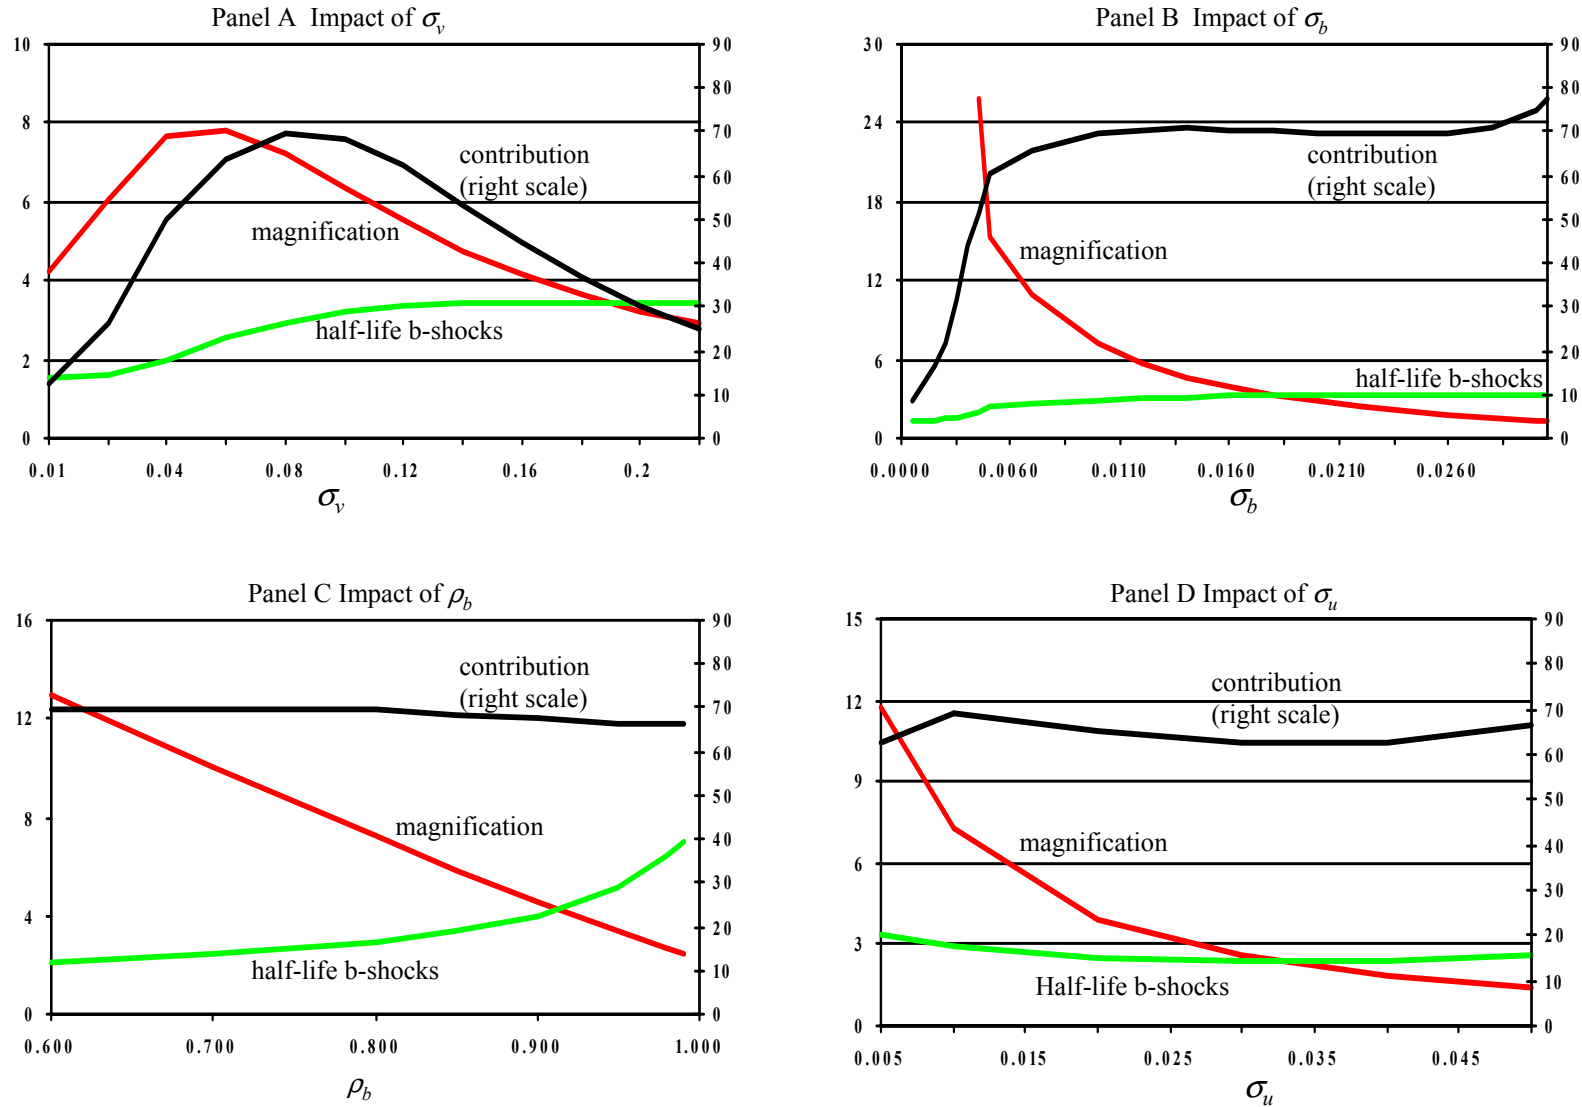 Panel A Impact of σv
10
8
6
4
2
0
90
80
70
60
50
40
30
20
10
0
contribution
(right scale)
magnification
half-life b-shocks
0.01 0.04 0.08 0.12 0.16 0.2
σv
Panel B Impact of σb
30
24
18
12
6
0
90
80
70
60
50
40
30
20
10
0
contribution
(right scale)
magnification
half-life b-shocks
0.0000 0.0060 0.0110 0.0160 0.0210 0.0260
σb
Panel C Impact of ρb
16
12
8
4
0
90
80
70
60
50
40
30
20
10
0
contribution
(right scale)
magnification
half-life b-shocks
0.600 0.700 0.800 0.900 1.000
ρb
Panel D Impact of σu
15
12
9
6
3
0
90
80
70
60
50
40
30
20
10
0
contribution
(right scale)
magnification
Half-life b-shocks
0.005 0.015 0.025 0.035 0.045
σu